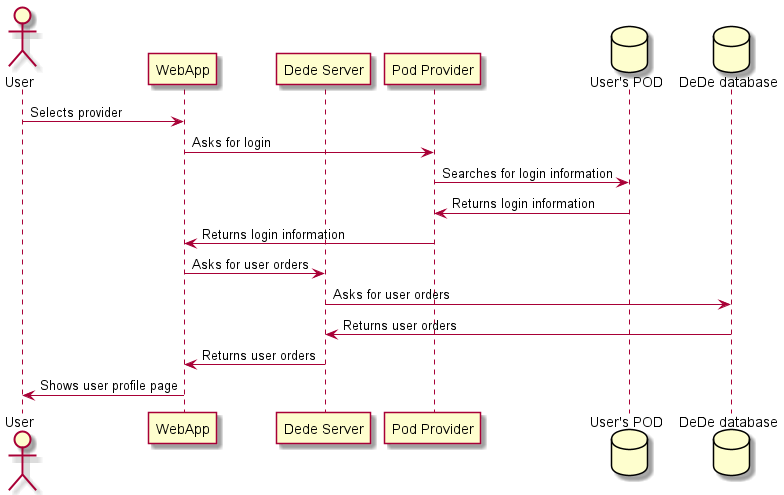 User
WebApp
Dede Server
Pod Provider
User's POD
DeDe database
Selects provider
Asks for login
Searches for login information
Returns login information
Returns login information
Asks for user orders
Asks for user orders
Returns user orders
Returns user orders
Shows user profile page
User
WebApp
Dede Server
Pod Provider
User's POD
DeDe database